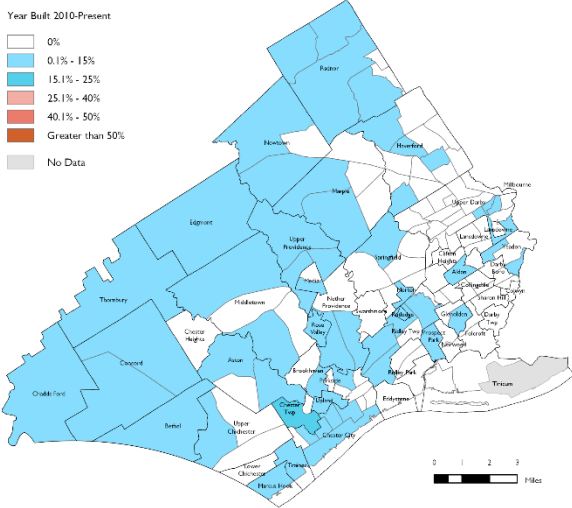 Year Built 2010-Present
0%
0.1% - 15%
15.1% - 25%
25.1% - 40%
40.1% - 50%
Greater than 50%
No Data
Radnor
Haverford
Newtown
Marple
Millbourne
Upper Darby
Edgmont
Lansdowne
Lansdowne
Yeadon
Upper
Providence
Springfield
Clifton
Heights
Darby
Boro
Aldan
Media
Morton
Collingdale
Colwyn
Thornbury
Middletown
Nether
Providence
Swarthmore
Rutledge
Sharon Hill
Glenolden
Darby
Twp
Chester
Heights
Rose
Valley
Ridley Twp
Prospect
Park
Folcroft
Norwood
Concord
Aston
Brookhaven
Parkside
Ridley Park
Tinicum
Chadds Ford
Chester
Twp
Upland
Eddystone
Bethel
Upper
Chichester
Chester City
Lower
Chichester
Trainer
Marcus Hook
0 1 2 3
Miles